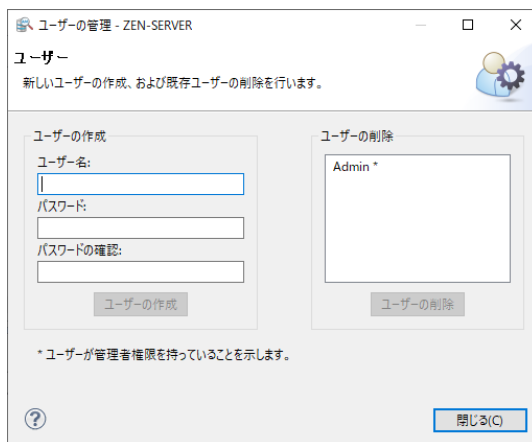 ユーザーの管理 - ZEN-SERVER
ユーザー
新しいユーザーの作成、および既存ユーザーの削除を行います。
ユーザーの作成
ユーザー名:
パスワード:
パスワードの確認:
ユーザーの作成
ユーザーの削除
Admin *
ユーザーの削除
* ユーザーが管理者権限を持っていることを示します。
?
閉じる(C)